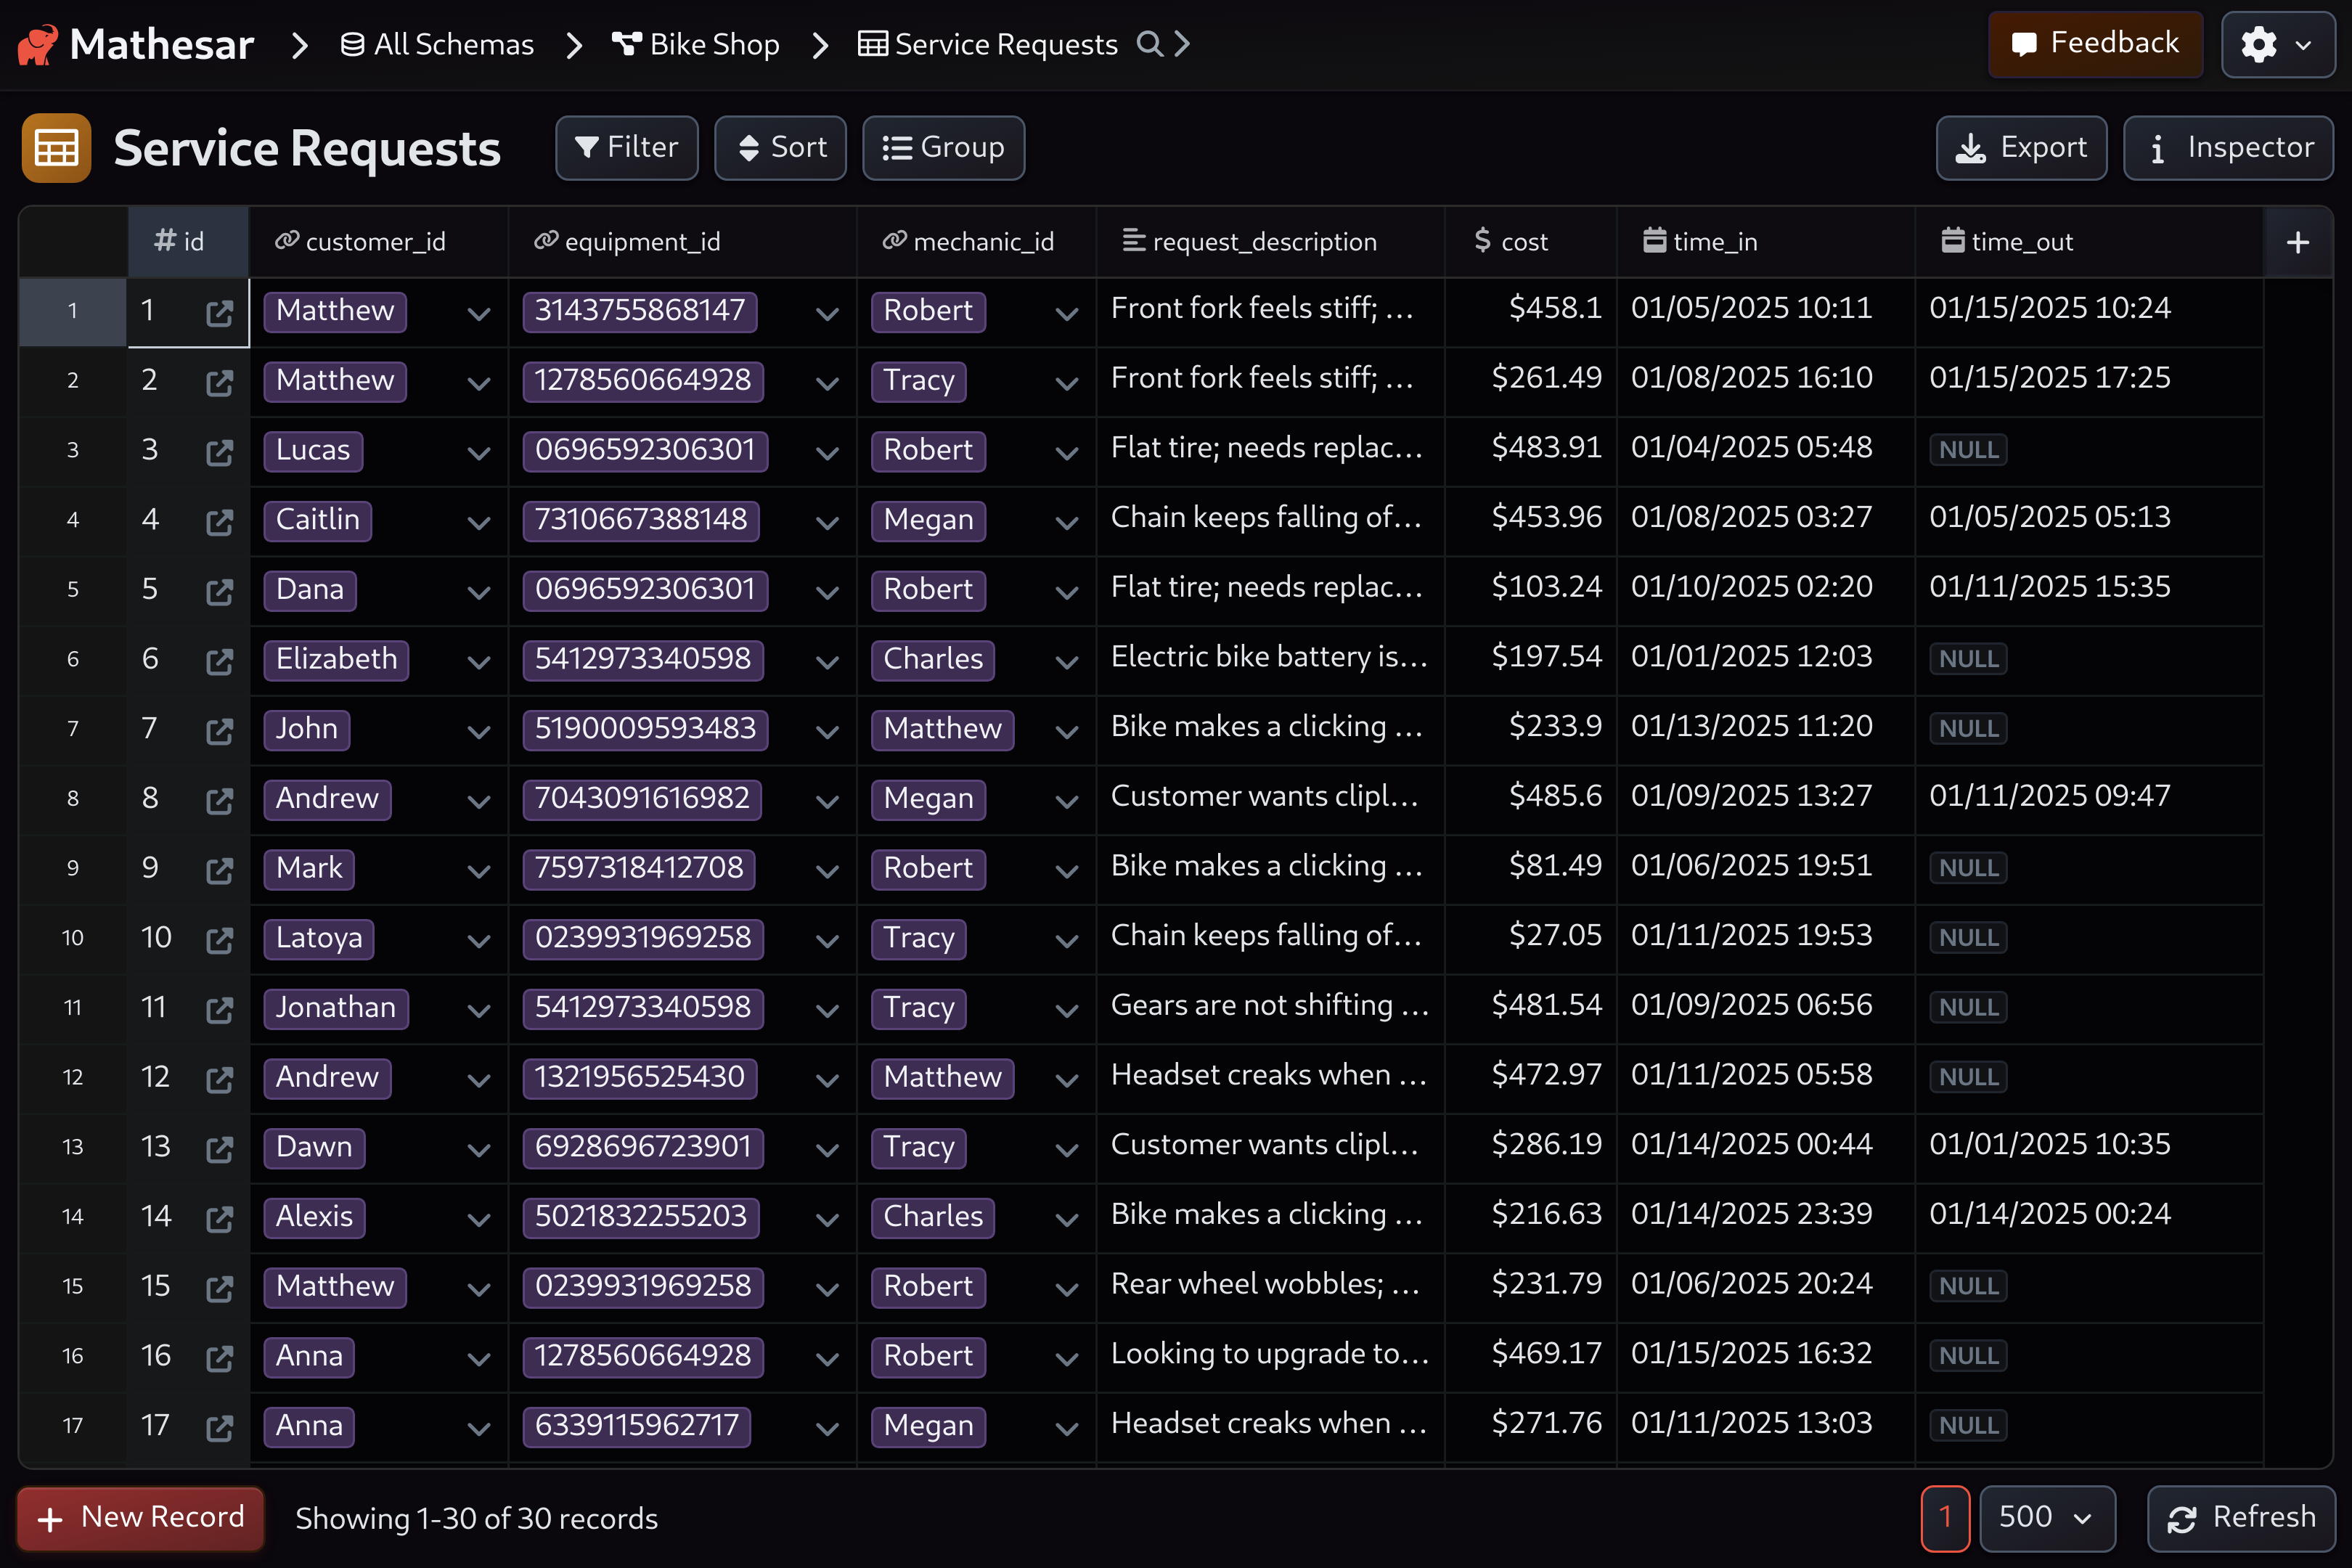 Mathesar All Schemas Bike Shop Service Requests Feedback
Service Requests Filter Sort Group Export Inspector
id customer_id equipment_id mechanic_id request_description $ cost time_in time_out +
1 1 Matthew 3143755868147 Robert Front fork feels stiff; ... $458.1 01/05/2025 10:11 01/15/2025 10:24
2 2 Matthew 1278560664928 Tracy Front fork feels stiff; ... $261.49 01/08/2025 16:10 01/15/2025 17:25
3 3 Lucas 0696592306301 Robert Flat tire; needs replac... $483.91 01/04/2025 05:48 NULL
4 4 Caitlin 7310667388148 Megan Chain keeps falling of... $453.96 01/08/2025 03:27 01/05/2025 05:13
5 5 Dana 0696592306301 Robert Flat tire; needs replac... $103.24 01/10/2025 02:20 01/11/2025 15:35
6 6 Elizabeth 5412973340598 Charles Electric bike battery is... $197.54 01/01/2025 12:03 NULL
7 7 John 5190009593483 Matthew Bike makes a clicking ... $233.9 01/13/2025 11:20 NULL
8 8 Andrew 7043091616982 Megan Customer wants clipl... $485.6 01/09/2025 13:27 01/11/2025 09:47
9 9 Mark 7597318412708 Robert Bike makes a clicking ... $81.49 01/06/2025 19:51 NULL
10 10 Latoya 0239931969258 Tracy Chain keeps falling of... $27.05 01/11/2025 19:53 NULL
11 11 Jonathan 5412973340598 Tracy Gears are not shifting ... $481.54 01/09/2025 06:56 NULL
12 12 Andrew 1321956525430 Matthew Headset creaks when ... $472.97 01/11/2025 05:58 NULL
13 13 Dawn 6928696723901 Tracy Customer wants clipl... $286.19 01/14/2025 00:44 01/01/2025 10:35
14 14 Alexis 5021832255203 Charles Bike makes a clicking ... $216.63 01/14/2025 23:39 01/14/2025 00:24
15 15 Matthew 0239931969258 Robert Rear wheel wobbles; ... $231.79 01/06/2025 20:24 NULL
16 16 Anna 1278560664928 Robert Looking to upgrade to... $469.17 01/15/2025 16:32 NULL
17 17 Anna 6339115962717 Megan Headset creaks when ... $271.76 01/11/2025 13:03 NULL
+ New Record Showing 1-30 of 30 records 1 500 Refresh